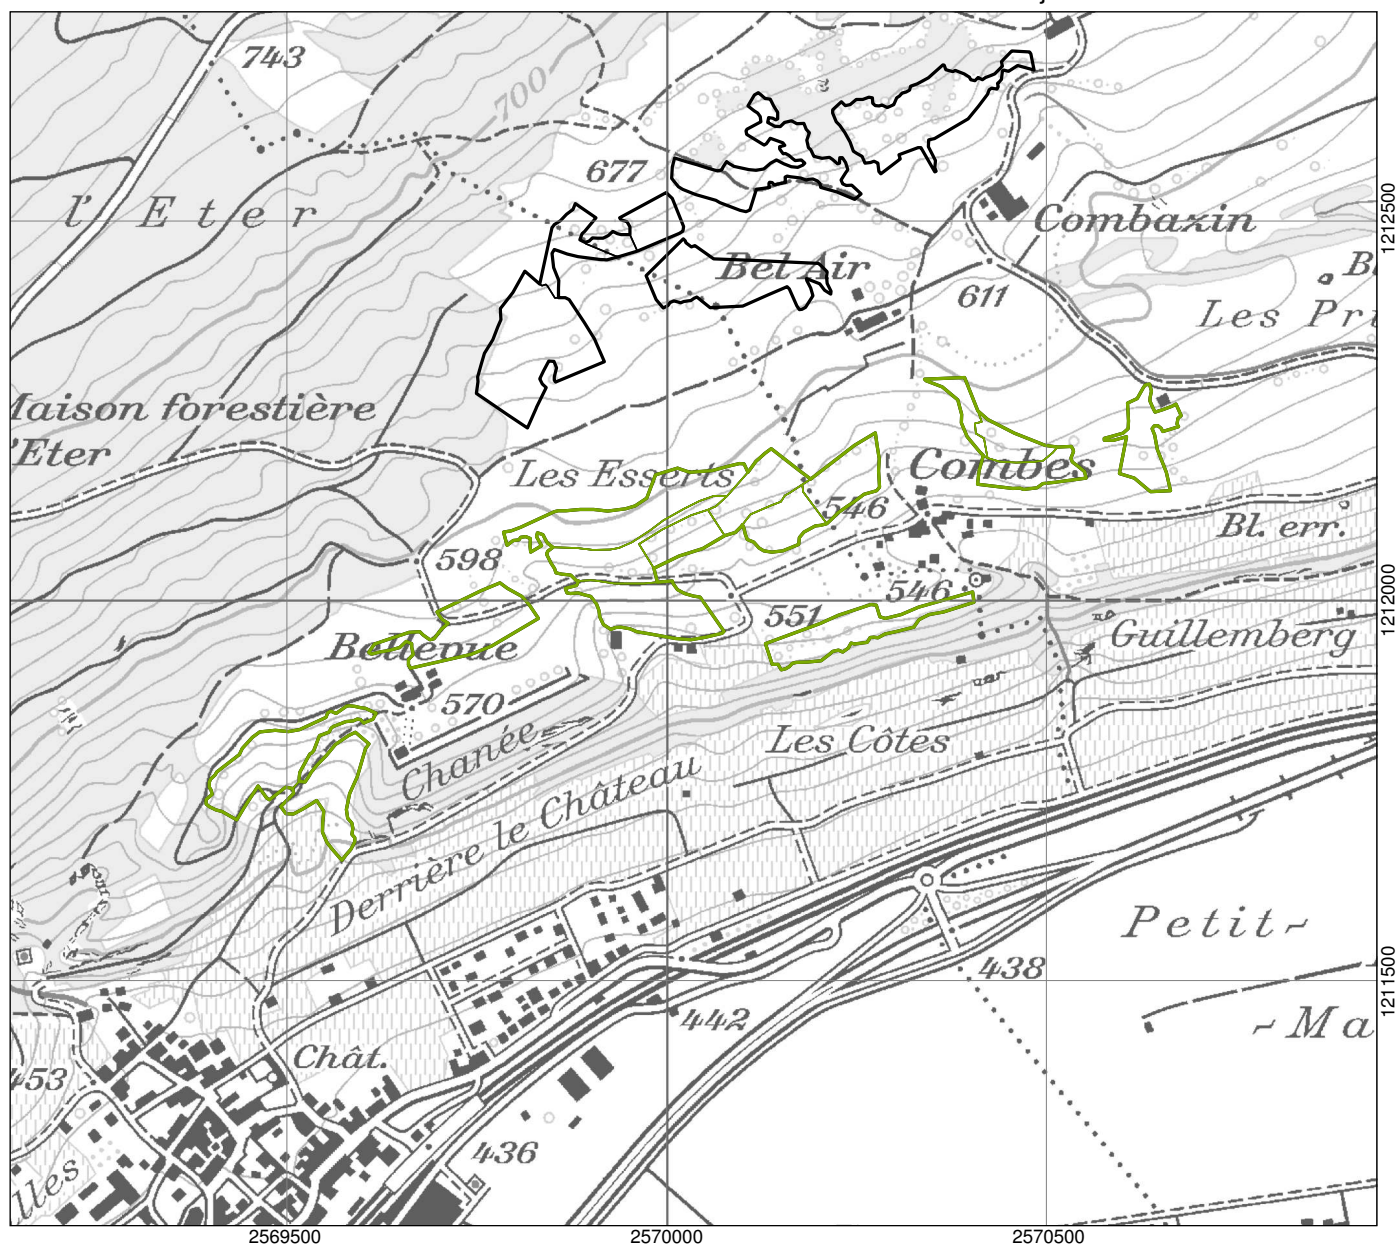 743
700
677
l'Eter
Combaxin
1212500
Bel Air
611
B
Les Pr
Maison forestière
'Eter
Les Esserts
Combes
546
Bl. err.
598
546
551
1212000
Guillemberg
Bellevue
570
Chanée
Les Côtes
Derrière le Château
Petit-
438
1211500
442
-Ma
Chât.
453
436
lles
2569500
2570000
2570500